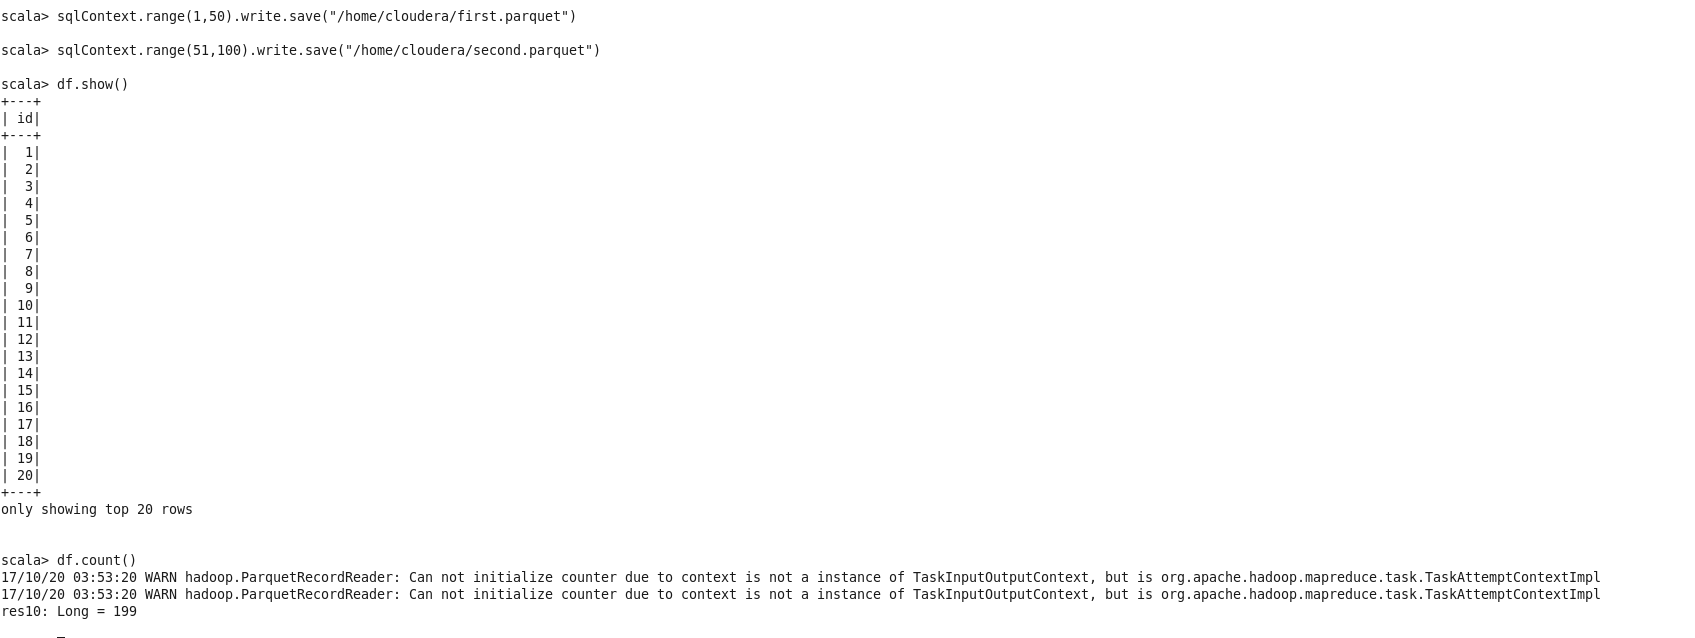 scala> sqlContext.range(1,50).write.save("/home/cloudera/first.parquet")
scala> sqlContext.range(51,100).write.save("/home/cloudera/second.parquet")
scala> df.show()
+---+
| id|
+---+
|  1|
|  2|
|  3|
|  4|
|  5|
|  6|
|  7|
|  8|
|  9|
| 10|
| 11|
| 12|
| 13|
| 14|
| 15|
| 16|
| 17|
| 18|
| 19|
| 20|
+---+
only showing top 20 rows
scala> df.count()
17/10/20 03:53:20 WARN hadoop.ParquetRecordReader: Can not initialize counter due to context is not a instance of TaskInputOutputContext, but is org.apache.hadoop.mapreduce.task.TaskAttemptContextImpl
17/10/20 03:53:20 WARN hadoop.ParquetRecordReader: Can not initialize counter due to context is not a instance of TaskInputOutputContext, but is org.apache.hadoop.mapreduce.task.TaskAttemptContextImpl
res10: Long = 199